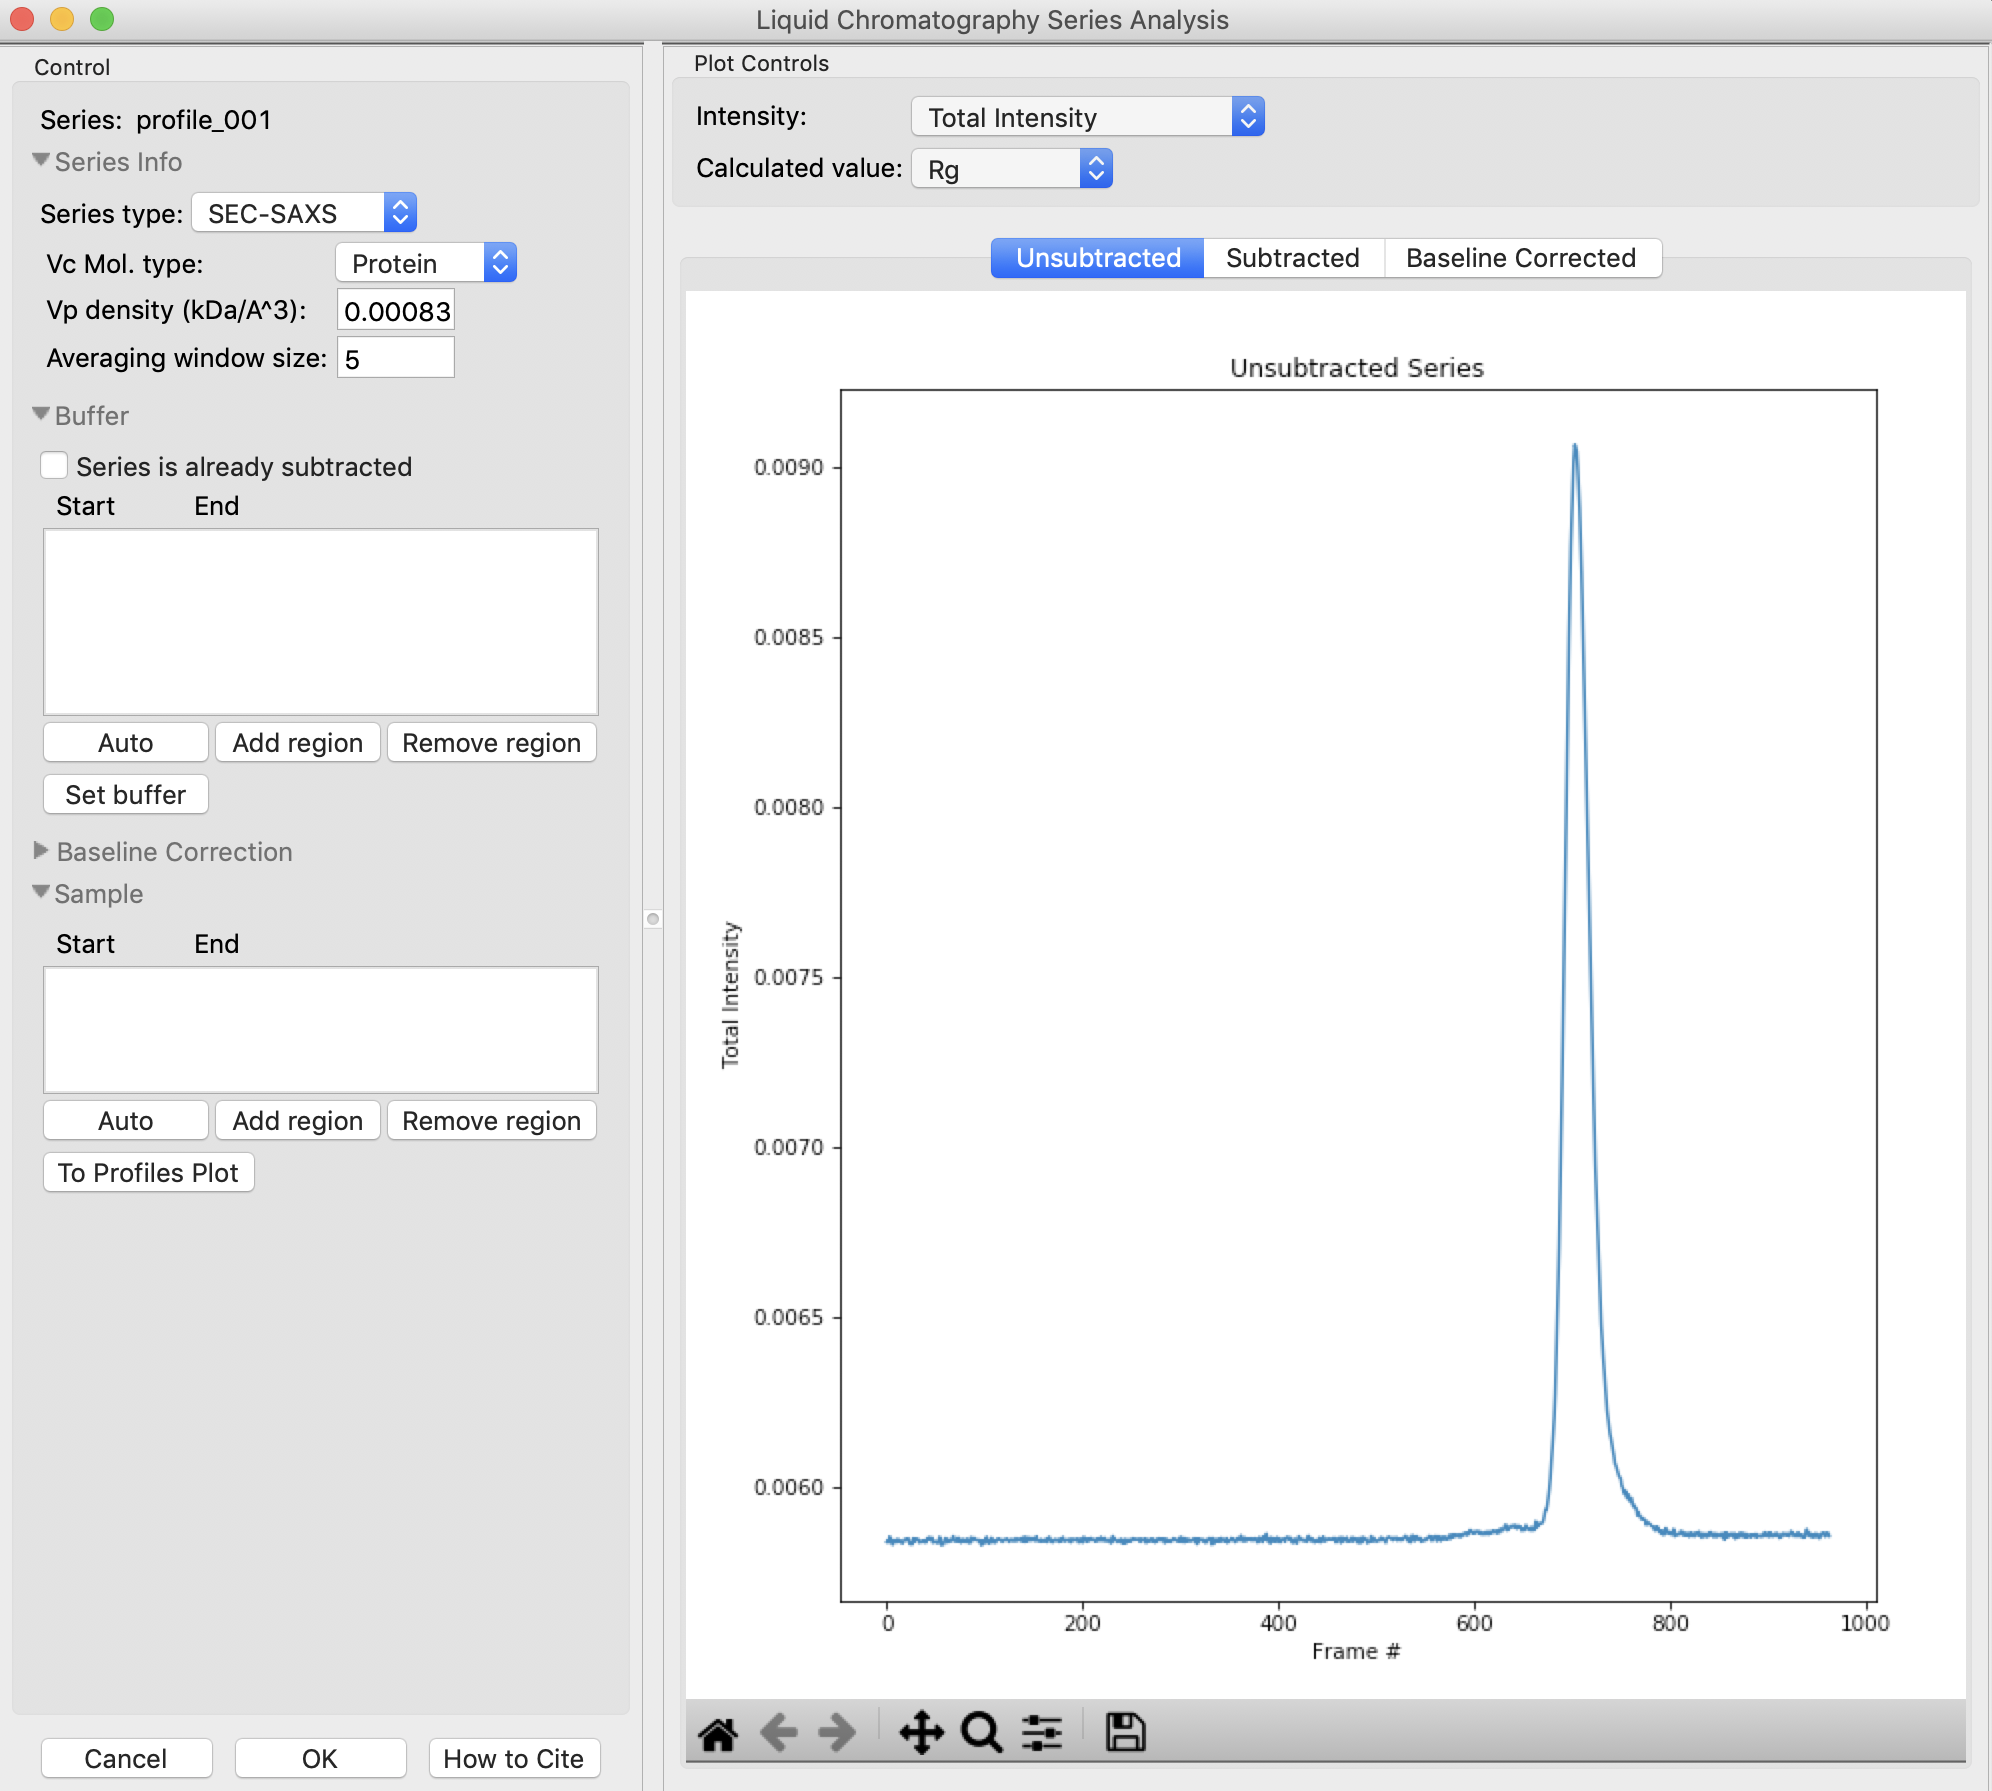 Liquid Chromatography Series Analysis
Control
Series: profile_001
Series Info
Series type: SEC-SAXS
Vc Mol. type: Protein
Vp density (kDa/A^3): 0.00083
Averaging window size: 5
Buffer
Series is already subtracted
Start End
Auto Add region Remove region
Set buffer
Baseline Correction
Sample
Start End
Auto Add region Remove region
To Profiles Plot
Cancel OK How to Cite
Plot Controls
Intensity: Total Intensity
Calculated value: Rg
Unsubtracted Subtracted Baseline Corrected
Unsubtracted Series
0.0090
0.0085
0.0080
0.0075
0.0070
0.0065
0.0060
Total Intensity
0 200 400 600 800 1000
Frame #